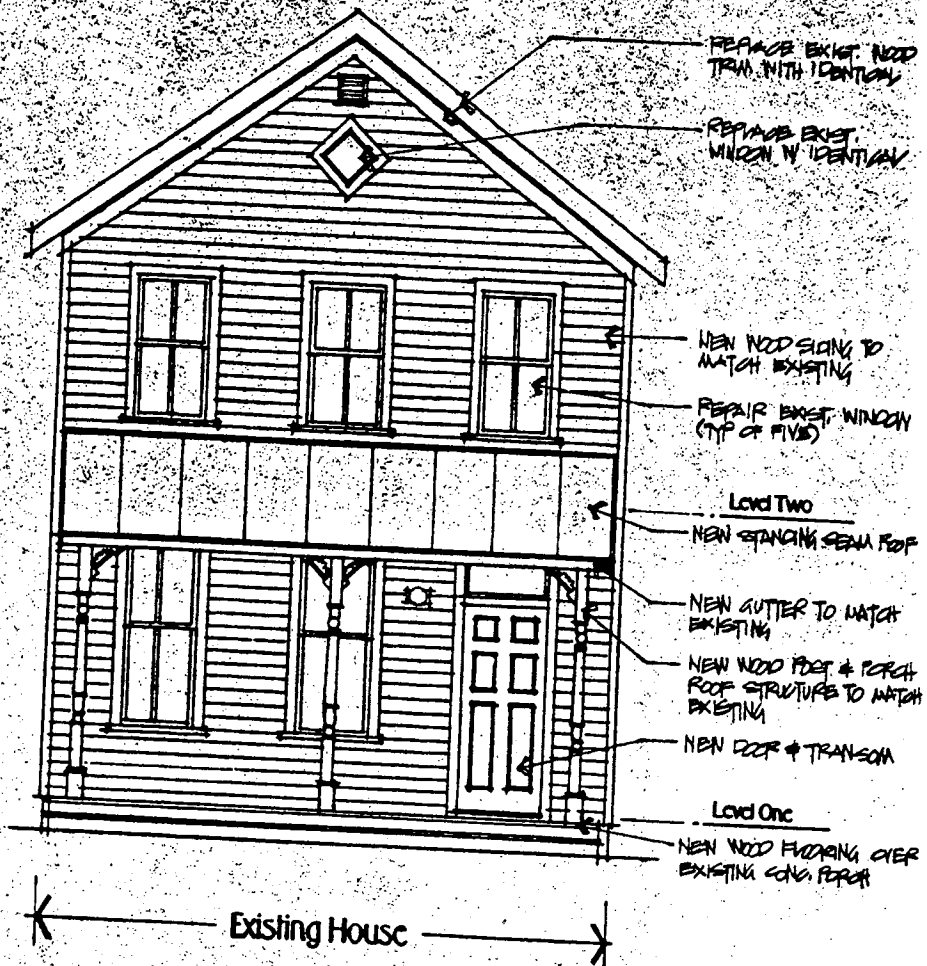 REPLACE EXIST. WOOD
TRIM WITH IDENTICAL
REPLACE EXIST.
WINDOW W/ IDENTICAL
NEW WOOD SIDING TO
MATCH EXISTING
REPAIR EXIST. WINDOW
(TYP OF FIVE)
Level Two
NEW STANDING SEAM ROOF
NEW GUTTER TO MATCH
EXISTING
NEW WOOD POST & PORCH
ROOF STRUCTURE TO MATCH
EXISTING
NEW DOOR & TRANSOM
Level One
NEW WOOD FLOORING OVER
EXISTING CONC. PORCH
Existing House